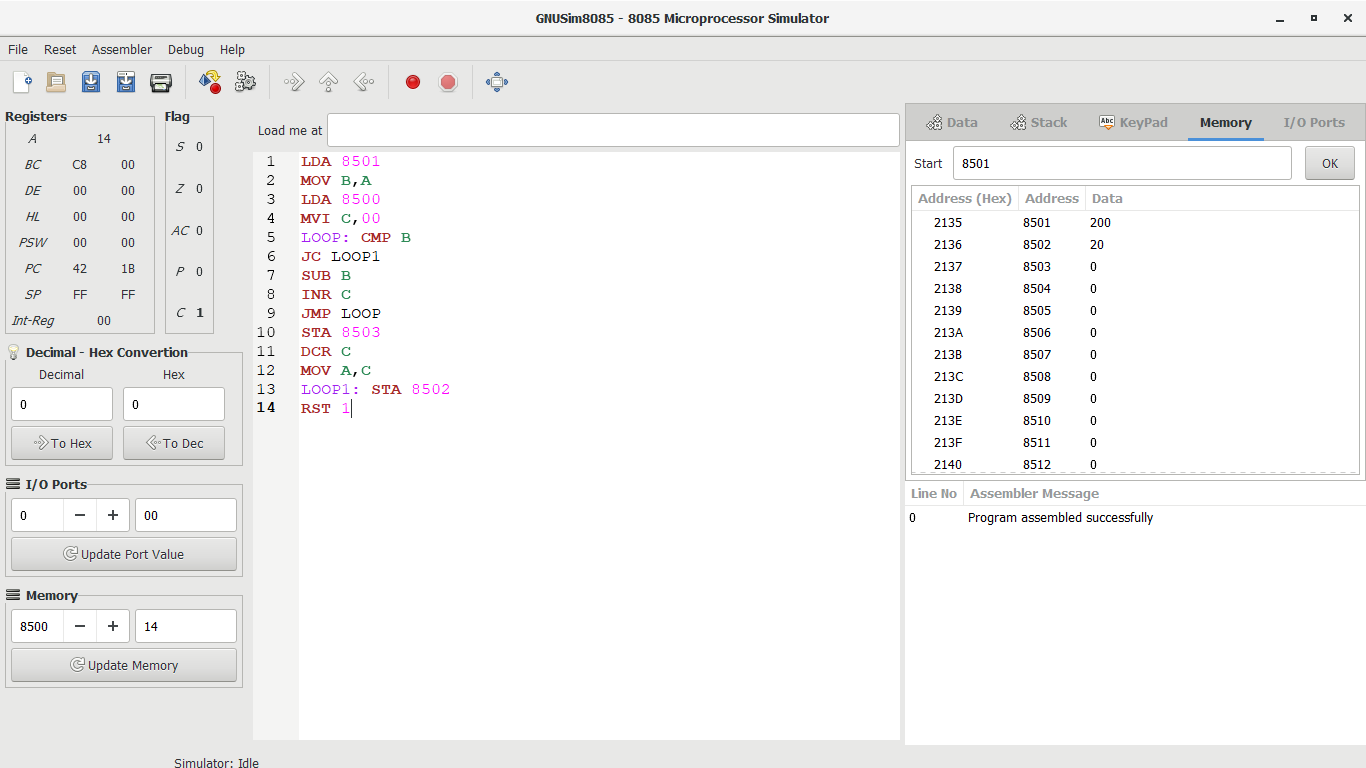 GNUSim8085 - 8085 Microprocessor Simulator
File Reset Assembler Debug Help
Registers
A 14
BC C8 00
DE 00 00
HL 00 00
PSW 00 00
PC 42 1B
SP FF FF
Int-Reg 00
Flag
S 0
Z 0
AC 0
P 0
C 1
Decimal - Hex Convertion
Decimal Hex
0 0
To Hex To Dec
I/O Ports
0 − + 00
Update Port Value
Memory
8500 − + 14
Update Memory
Load me at
1 LDA 8501
2 MOV B,A
3 LDA 8500
4 MVI C,00
5 LOOP: CMP B
6 JC LOOP1
7 SUB B
8 INR C
9 JMP LOOP
10 STA 8503
11 DCR C
12 MOV A,C
13 LOOP1: STA 8502
14 RST 1
Data Stack Abc KeyPad Memory I/O Ports
Start 8501 OK
Address (Hex) Address Data
2135 8501 200
2136 8502 20
2137 8503 0
2138 8504 0
2139 8505 0
213A 8506 0
213B 8507 0
213C 8508 0
213D 8509 0
213E 8510 0
213F 8511 0
2140 8512 0
Line No Assembler Message
0 Program assembled successfully
Simulator: Idle